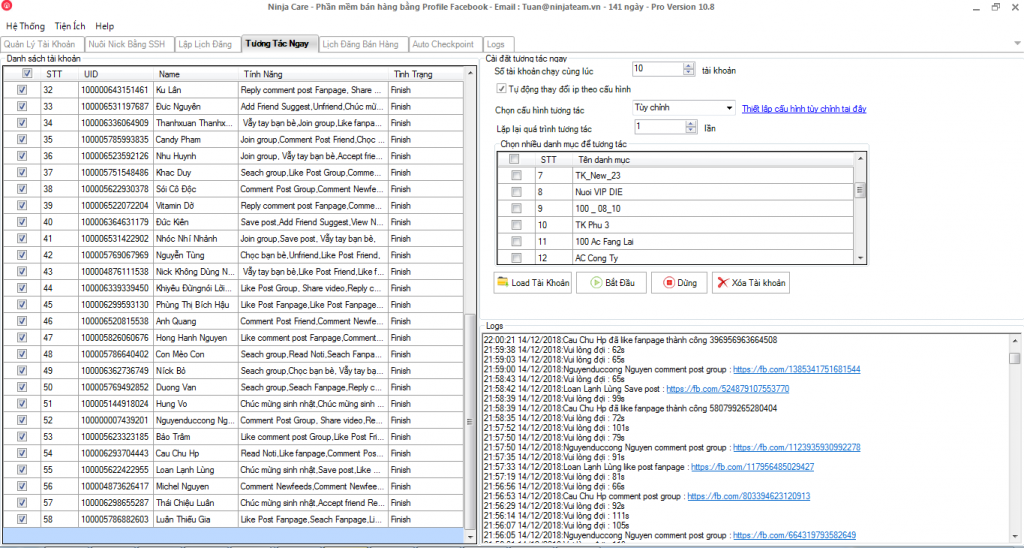 Ninja Care - Phần mềm bán hàng bằng Profile Facebook - Email : Tuan@ninjateam.vn - 141 ngày - Pro Version 10.8
Hệ Thống Tiện Ích Help
Quản Lý Tài Khoản Nuôi Nick Bằng SSH Lập Lịch Đăng Tương Tác Ngay Lịch Đăng Bán Hàng Auto Checkpoint Logs
Danh sách tài khoản
STT UID Name Tính Năng Tình Trạng
32 100000643151461 Ku Lân Reply comment post Fanpage, Share ... Finish
33 100006531197687 Đuc Nguyên Add Friend Suggest,Unfriend,Chúc mừ... Finish
34 100006336064909 Thanhxuan Thanhx... Vẫy tay bạn bè,Join group,Like fanpa... Finish
35 100005785993835 Candy Pham Join group,Comment Post Friend,Chọc ... Finish
36 100006523592126 Nhu Huynh Join group, Vẫy tay bạn bè,Accept frie... Finish
37 100005751548486 Khac Duy Seach group,Like Post Group,Comme... Finish
38 100005622930378 Sói Cô Độc Comment Post Group,Comment Newfe... Finish
39 100006522072204 Vitamin Dở Reply comment post Fanpage,Comme... Finish
40 100006364631179 Đức Kiên Save post,Add Friend Suggest,View N... Finish
41 100006531422902 Nhóc Nhí Nhảnh Join group,Save post, Vẫy tay bạn bè, Finish
42 100005769067969 Nguyễn Tùng Chọc bạn bè,Unfriend,Like Post Friend, Finish
43 100004876111538 Nick Không Dùng N... Vẫy tay bạn bè,Like Post Friend,Like f... Finish
44 100006339339450 Khiyêu Đừngnói Lời... Like Post Group, Share video,Reply c... Finish
45 100006299593130 Phùng Thị Bích Hậu Like Post Fanpage,Like Post Fanpage... Finish
46 100006520815538 Anh Quang Comment Post Friend,Comment Newfe... Finish
47 100005826060676 Hong Hanh Nguyen Like comment post Fanpage,Comment... Finish
48 100005786640402 Con Mèo Con Seach group,Read Noti,Seach Fanpa... Finish
49 100006362736749 Níck Bỏ Seach group,Chọc bạn bè, Vẫy tay bạ... Finish
50 100005769492852 Duong Van Seach group,Seach Fanpage,Reply c... Finish
51 100005144918024 Hung Vo Chúc mừng sinh nhật,Chúc mừng sinh ... Finish
52 100000007439201 Nguyenduccong Ng... Comment Post Group, Share video,Re... Finish
53 100005623323185 Bảo Trâm Like comment post Group,Like Post Fri... Finish
54 100006293704443 Cau Chu Hp Read Noti,Like fanpage,Comment Pos... Finish
55 100005622422955 Loan Lạnh Lùng Chúc mừng sinh nhật,Save post,Like ... Finish
56 100004873626417 Michel Nguyen Comment Newfeeds,Comment Newfee... Finish
57 100006298655287 Thái Chiệu Luân Chúc mừng sinh nhật,Accept friend Re... Finish
58 100005786882603 Luân Thiếu Gia Like Post Fanpage,Seach Fanpage,Li... Finish
Cài đặt tương tác ngay
Số tài khoản chạy cùng lúc 10 tài khoản
Tự động thay đổi ip theo cấu hình
Chọn cấu hình tương tác Tùy chỉnh Thiết lập cấu hình tùy chỉnh tại đây
Lặp lại quá trình tương tác 1 lần
Chọn nhiều danh mục để tương tác
STT Tên danh mục
7 TK_New_23
8 Nuoi VIP DIE
9 100 _ 08_10
10 TK Phu 3
11 100 Ac Fang Lai
12 AC Cong Ty
Load Tài Khoản Bắt Đầu Dừng Xóa Tài khoản
Logs
22:00:21 14/12/2018:Cau Chu Hp đã like fanpage thành công 396956963664508
21:59:38 14/12/2018:Vui lòng đợi : 62s
21:59:03 14/12/2018:Vui lòng đợi : 65s
21:59:00 14/12/2018:Nguyenduccong Nguyen comment post group : https://fb.com/1385341751681544
21:58:43 14/12/2018:Vui lòng đợi : 65s
21:58:42 14/12/2018:Loan Lạnh Lùng Save post : https://fb.com/524879107553770
21:58:39 14/12/2018:Vui lòng đợi : 99s
21:58:39 14/12/2018:Cau Chu Hp đã like fanpage thành công 580799265280404
21:58:35 14/12/2018:Vui lòng đợi : 72s
21:57:52 14/12/2018:Vui lòng đợi : 101s
21:57:50 14/12/2018:Vui lòng đợi : 79s
21:57:50 14/12/2018:Nguyenduccong Nguyen comment post group : https://fb.com/1123935930992278
21:57:35 14/12/2018:Vui lòng đợi : 91s
21:57:33 14/12/2018:Loan Lạnh Lùng like post fanpage : https://fb.com/117956485029427
21:57:19 14/12/2018:Vui lòng đợi : 81s
21:56:56 14/12/2018:Vui lòng đợi : 66s
21:56:53 14/12/2018:Cau Chu Hp comment post group : https://fb.com/803394623120913
21:56:29 14/12/2018:Vui lòng đợi : 92s
21:56:14 14/12/2018:Vui lòng đợi : 111s
21:56:07 14/12/2018:Vui lòng đợi : 105s
21:56:05 14/12/2018:Nguyenduccong Nguyen comment post group : https://fb.com/664319793582649